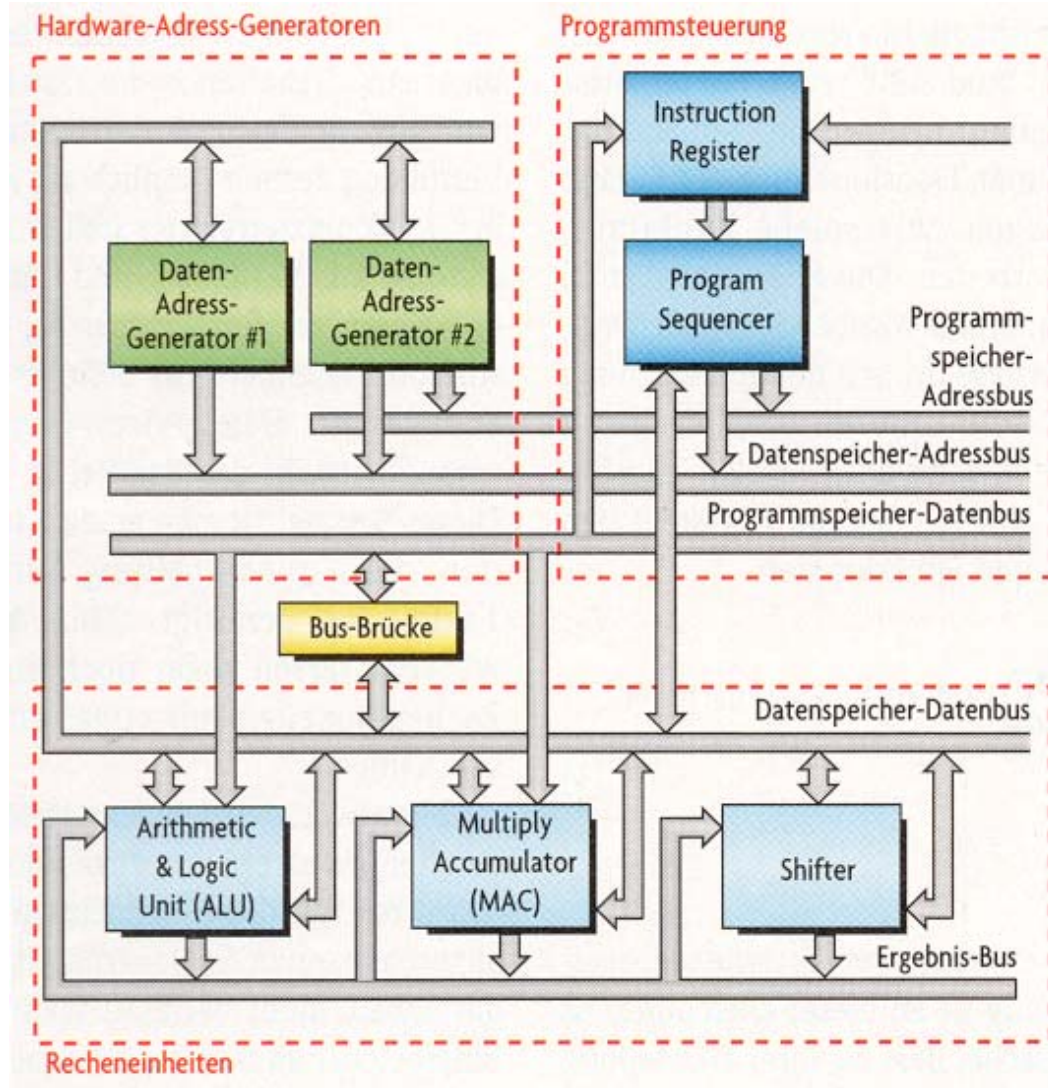 Hardware-Adress-Generatoren
Programmsteuerung
Instruction
Register
Daten-
Adress-
Generator #1
Daten-
Adress-
Generator #2
Program
Sequencer
Programm-
speicher-
Adressbus
Datenspeicher-Adressbus
Programmspeicher-Datenbus
Bus-Brücke
Datenspeicher-Datenbus
Arithmetic
& Logic
Unit (ALU)
Multiply
Accumulator
(MAC)
Shifter
Ergebnis-Bus
Recheneinheiten